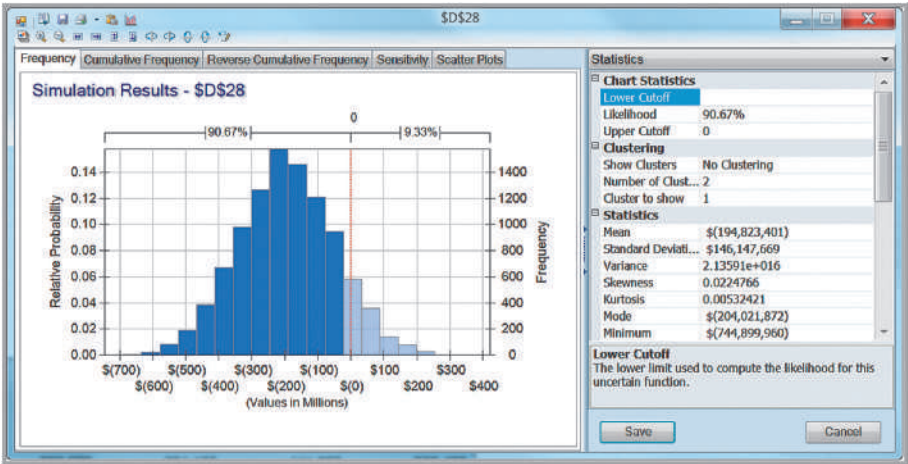 $D$28
Frequency Cumulative Frequency Reverse Cumulative Frequency Sensitivity Scatter Plots
Simulation Results - $D$28
0
90.67% 9.33%
Relative Probability
0.14
0.12
0.10
0.08
0.06
0.04
0.02
0.00
1400
1200
1000
800
600
400
200
0
Frequency
$(700) $(500) $(300) $(100) $100 $300
$(600) $(400) $(200) $(0) $200 $400
(Values in Millions)
Statistics
Chart Statistics
Lower Cutoff
Likelihood 90.67%
Upper Cutoff 0
Clustering
Show Clusters No Clustering
Number of Clust... 2
Cluster to show 1
Statistics
Mean $(194,823,401)
Standard Deviati... $146,147,669
Variance 2.13591e+016
Skewness 0.0224766
Kurtosis 0.00532421
Mode $(204,021,872)
Minimum $(744,899,960)
Lower Cutoff
The lower limit used to compute the likelihood for this
uncertain function.
Save Cancel